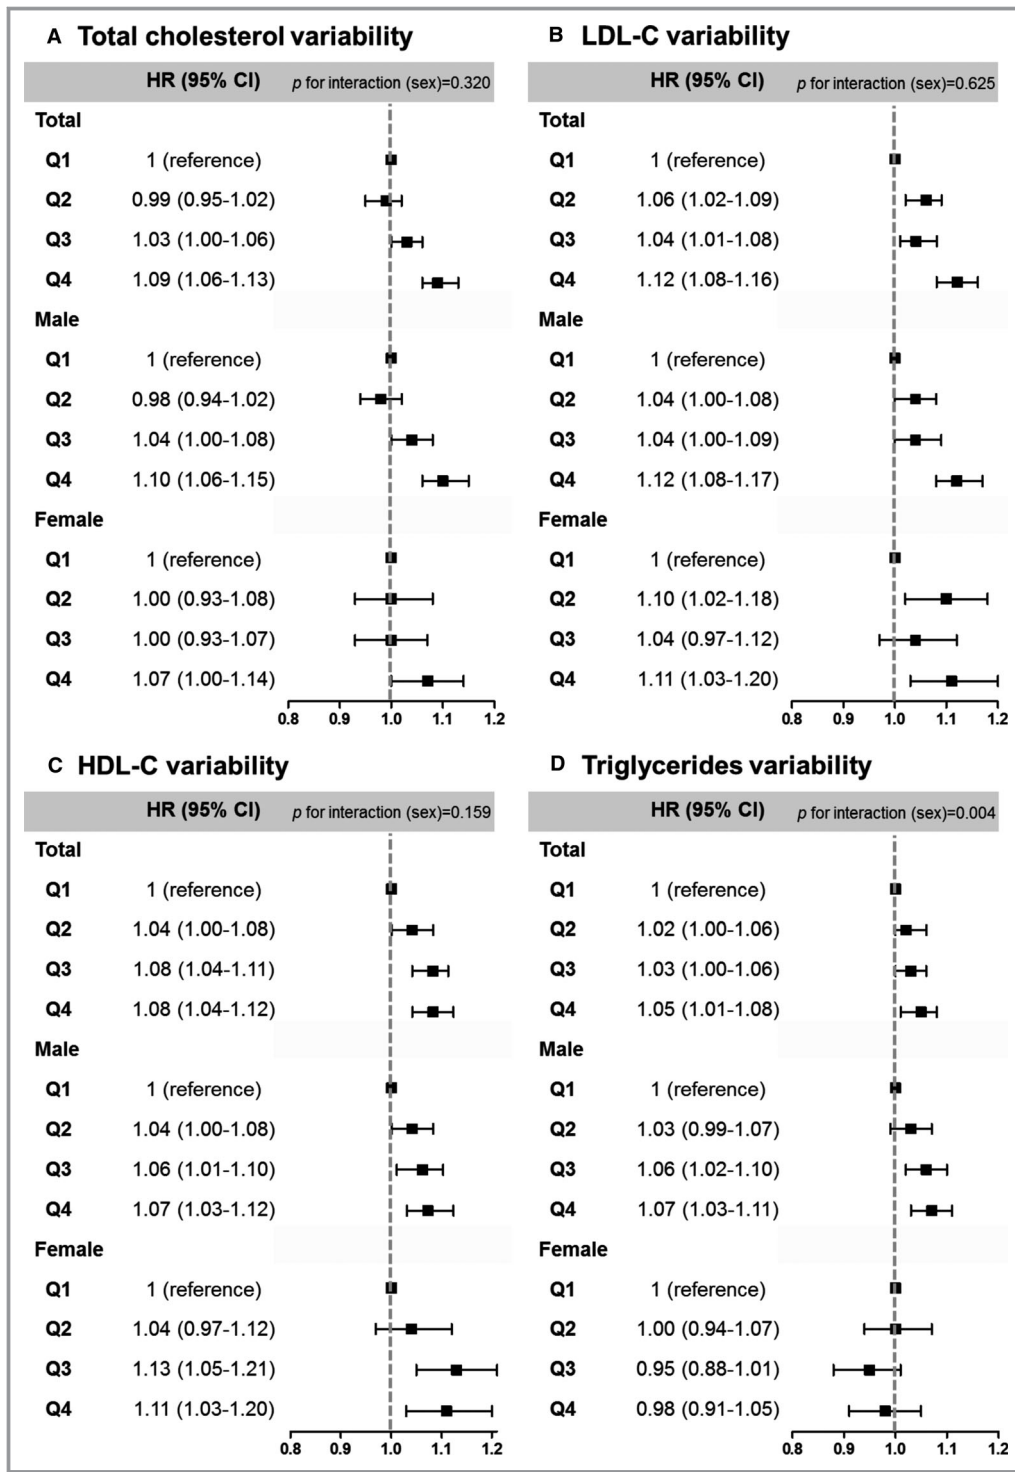 A Total cholesterol variability
HR (95% CI) p for interaction (sex)=0.320
Total
Q1 1 (reference)
Q2 0.99 (0.95-1.02)
Q3 1.03 (1.00-1.06)
Q4 1.09 (1.06-1.13)
Male
Q1 1 (reference)
Q2 0.98 (0.94-1.02)
Q3 1.04 (1.00-1.08)
Q4 1.10 (1.06-1.15)
Female
Q1 1 (reference)
Q2 1.00 (0.93-1.08)
Q3 1.00 (0.93-1.07)
Q4 1.07 (1.00-1.14)
0.8 0.9 1.0 1.1 1.2
B LDL-C variability
HR (95% CI) p for interaction (sex)=0.625
Total
Q1 1 (reference)
Q2 1.06 (1.02-1.09)
Q3 1.04 (1.01-1.08)
Q4 1.12 (1.08-1.16)
Male
Q1 1 (reference)
Q2 1.04 (1.00-1.08)
Q3 1.04 (1.00-1.09)
Q4 1.12 (1.08-1.17)
Female
Q1 1 (reference)
Q2 1.10 (1.02-1.18)
Q3 1.04 (0.97-1.12)
Q4 1.11 (1.03-1.20)
0.8 0.9 1.0 1.1 1.2
C HDL-C variability
HR (95% CI) p for interaction (sex)=0.159
Total
Q1 1 (reference)
Q2 1.04 (1.00-1.08)
Q3 1.08 (1.04-1.11)
Q4 1.08 (1.04-1.12)
Male
Q1 1 (reference)
Q2 1.04 (1.00-1.08)
Q3 1.06 (1.01-1.10)
Q4 1.07 (1.03-1.12)
Female
Q1 1 (reference)
Q2 1.04 (0.97-1.12)
Q3 1.13 (1.05-1.21)
Q4 1.11 (1.03-1.20)
0.8 0.9 1.0 1.1 1.2
D Triglycerides variability
HR (95% CI) p for interaction (sex)=0.004
Total
Q1 1 (reference)
Q2 1.02 (1.00-1.06)
Q3 1.03 (1.00-1.06)
Q4 1.05 (1.01-1.08)
Male
Q1 1 (reference)
Q2 1.03 (0.99-1.07)
Q3 1.06 (1.02-1.10)
Q4 1.07 (1.03-1.11)
Female
Q1 1 (reference)
Q2 1.00 (0.94-1.07)
Q3 0.95 (0.88-1.01)
Q4 0.98 (0.91-1.05)
0.8 0.9 1.0 1.1 1.2